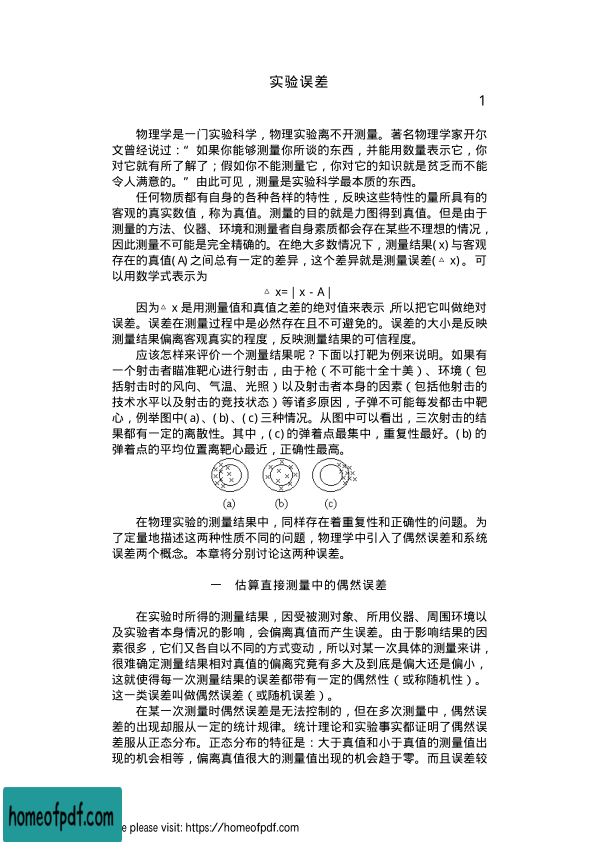 实验误差
1
物理学是一门实验科学，物理实验离不开测量。著名物理学家开尔
文曾经说过：“如果你能够测量你所谈的东西，并能用数量表示它，你
对它就有所了解了；假如你不能测量它，你对它的知识就是贫乏而不能
令人满意的。”由此可见，测量是实验科学最本质的东西。
任何物质都有自身的各种各样的特性，反映这些特性的量所具有的
客观的真实数值，称为真值。测量的目的就是力图得到真值。但是由于
测量的方法、仪器、环境和测量者自身素质都会存在某些不理想的情况，
因此测量不可能是完全精确的。在绝大多数情况下，测量结果(x)与客观
存在的真值(A)之间总有一定的差异，这个差异就是测量误差(△x)。可
以用数学式表示为
△x=|x-A|
因为△x是用测量值和真值之差的绝对值来表示，所以把它叫做绝对
误差。误差在测量过程中是必然存在且不可避免的。误差的大小是反映
测量结果偏离客观真实的程度，反映测量结果的可信程度。
应该怎样来评价一个测量结果呢？下面以打靶为例来说明。如果有
一个射击者瞄准靶心进行射击，由于枪（不可能十全十美）、环境（包
括射击时的风向、气温、光照）以及射击者本身的因素（包括他射击的
技术水平以及射击的竞技状态）等诸多原因，子弹不可能每发都击中靶
心，例举图中(a)、(b)、(c)三种情况。从图中可以看出，三次射击的结
果都有一定的离散性。其中，(c)的弹着点最集中，重复性最好。(b)的
弹着点的平均位置离靶心最近，正确性最高。
(a) (b) (c)
在物理实验的测量结果中，同样存在着重复性和正确性的问题。为
了定量地描述这两种性质不同的问题，物理学中引入了偶然误差和系统
误差两个概念。本章将分别讨论这两种误差。
一 估算直接测量中的偶然误差
在实验时所得的测量结果，因受被测对象、所用仪器、周围环境以
及实验者本身情况的影响，会偏离真值而产生误差。由于影响结果的因
素很多，它们又各自以不同的方式变动，所以对某一次具体的测量来讲，
很难确定测量结果相对真值的偏离究竟有多大及到底是偏大还是偏小，
这就使得每一次测量结果的误差都带有一定的偶然性（或称随机性）。
这一类误差叫做偶然误差（或随机误差）。
在某一次测量时偶然误差是无法控制的，但在多次测量中，偶然误
差的出现却服从一定的统计规律。统计理论和实验事实都证明了偶然误
差服从正态分布。正态分布的特征是：大于真值和小于真值的测量值出
现的机会相等，偏离真值很大的测量值出现的机会趋于零。而且误差较
homeofpdf.com
please visit: https://homeofpdf.com